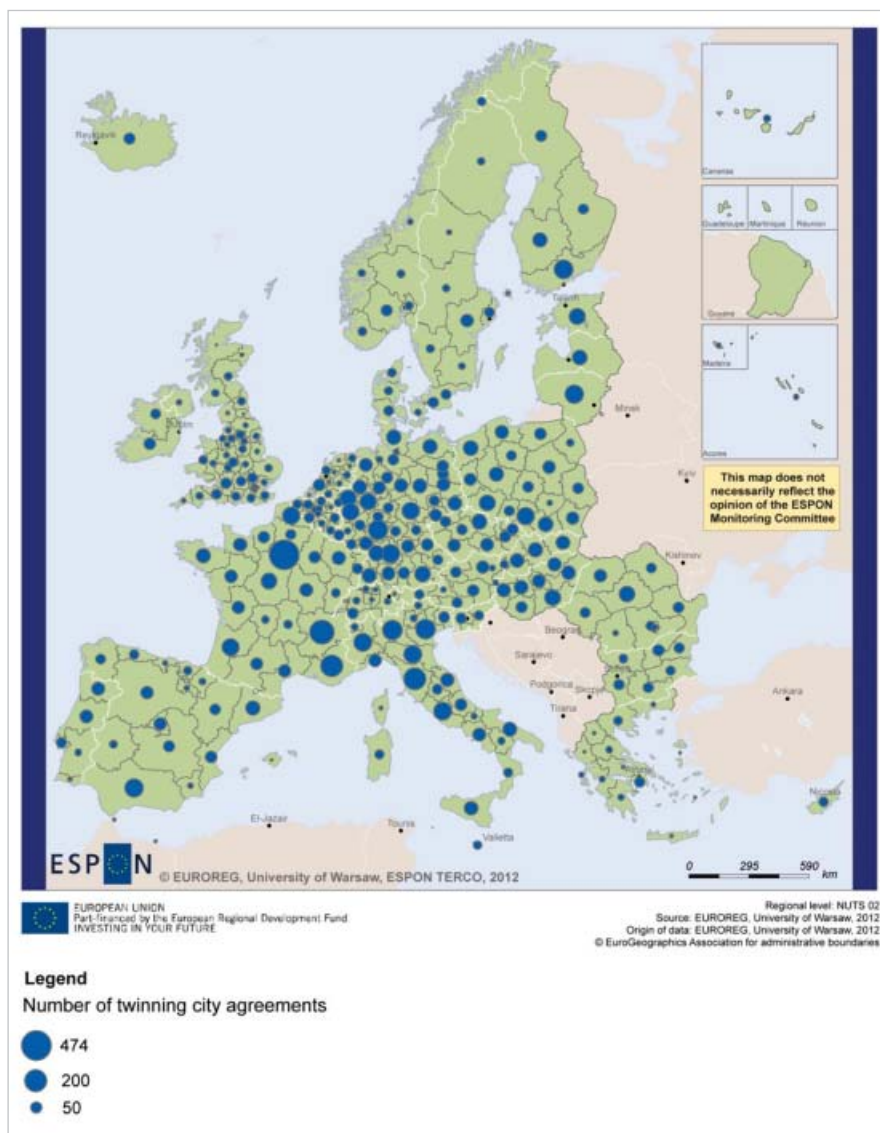 Reykjavik
Canarias
Guadeloupe
Martinique
Réunion
Guyane
Madeira
Acores
This map does not
necessarily reflect the
opinion of the ESPON
Monitoring Committee
Tallinn
Minsk
Dublin
Kyiv
Kishinev
Beograd
Sarajevo
Podgorica
Skopje
Tirana
Ankara
Nicosia
El-Jazair
Tounis
Valletta
ESPON
© EUROREG, University of Warsaw, ESPON TERCO, 2012
0 295 590
km
EUROPEAN UNION
Part-financed by the European Regional Development Fund
INVESTING IN YOUR FUTURE
Regional level: NUTS 02
Source: EUROREG, University of Warsaw, 2012
Origin of data: EUROREG, University of Warsaw, 2012
© EuroGeographics Association for administrative boundaries
Legend
Number of twinning city agreements
474
200
50